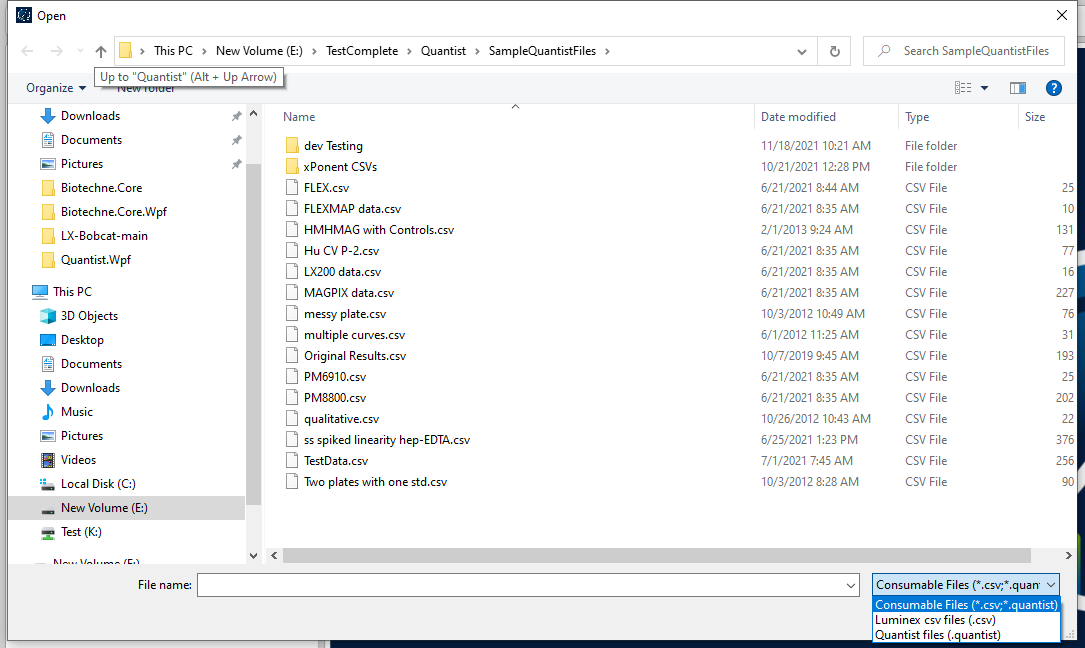 Open
This PC > New Volume (E:) > TestComplete > Quantist > SampleQuantistFiles >
Search SampleQuantistFiles
Up to "Quantist" (Alt + Up Arrow)
Organize
New folder
Downloads
Documents
Pictures
Biotechne.Core
Biotechne.Core.Wpf
LX-Bobcat-main
Quantist.Wpf
This PC
3D Objects
Desktop
Documents
Downloads
Music
Pictures
Videos
Local Disk (C:)
New Volume (E:)
Test (K:)
New Volume (E:)
Name Date modified Type Size
dev Testing 11/18/2021 10:21 AM File folder
xPonent CSVs 10/21/2021 12:28 PM File folder
FLEX.csv 6/21/2021 8:44 AM CSV File 25
FLEXMAP data.csv 6/21/2021 8:35 AM CSV File 10
HMHMAG with Controls.csv 2/1/2013 9:24 AM CSV File 131
Hu CV P-2.csv 6/21/2021 8:35 AM CSV File 77
LX200 data.csv 6/21/2021 8:35 AM CSV File 16
MAGPIX data.csv 6/21/2021 8:35 AM CSV File 227
messy plate.csv 10/3/2012 10:49 AM CSV File 76
multiple curves.csv 6/1/2012 11:25 AM CSV File 31
Original Results.csv 10/7/2019 9:45 AM CSV File 193
PM6910.csv 6/21/2021 8:35 AM CSV File 25
PM8800.csv 6/21/2021 8:35 AM CSV File 202
qualitative.csv 10/26/2012 10:43 AM CSV File 22
ss spiked linearity hep-EDTA.csv 6/25/2021 1:23 PM CSV File 376
TestData.csv 7/1/2021 7:45 AM CSV File 256
Two plates with one std.csv 10/3/2012 8:28 AM CSV File 90
File name:
Consumable Files (*.csv;*.quant
Consumable Files (*.csv;*.quantist)
Luminex csv files (.csv)
Quantist files (.quantist)